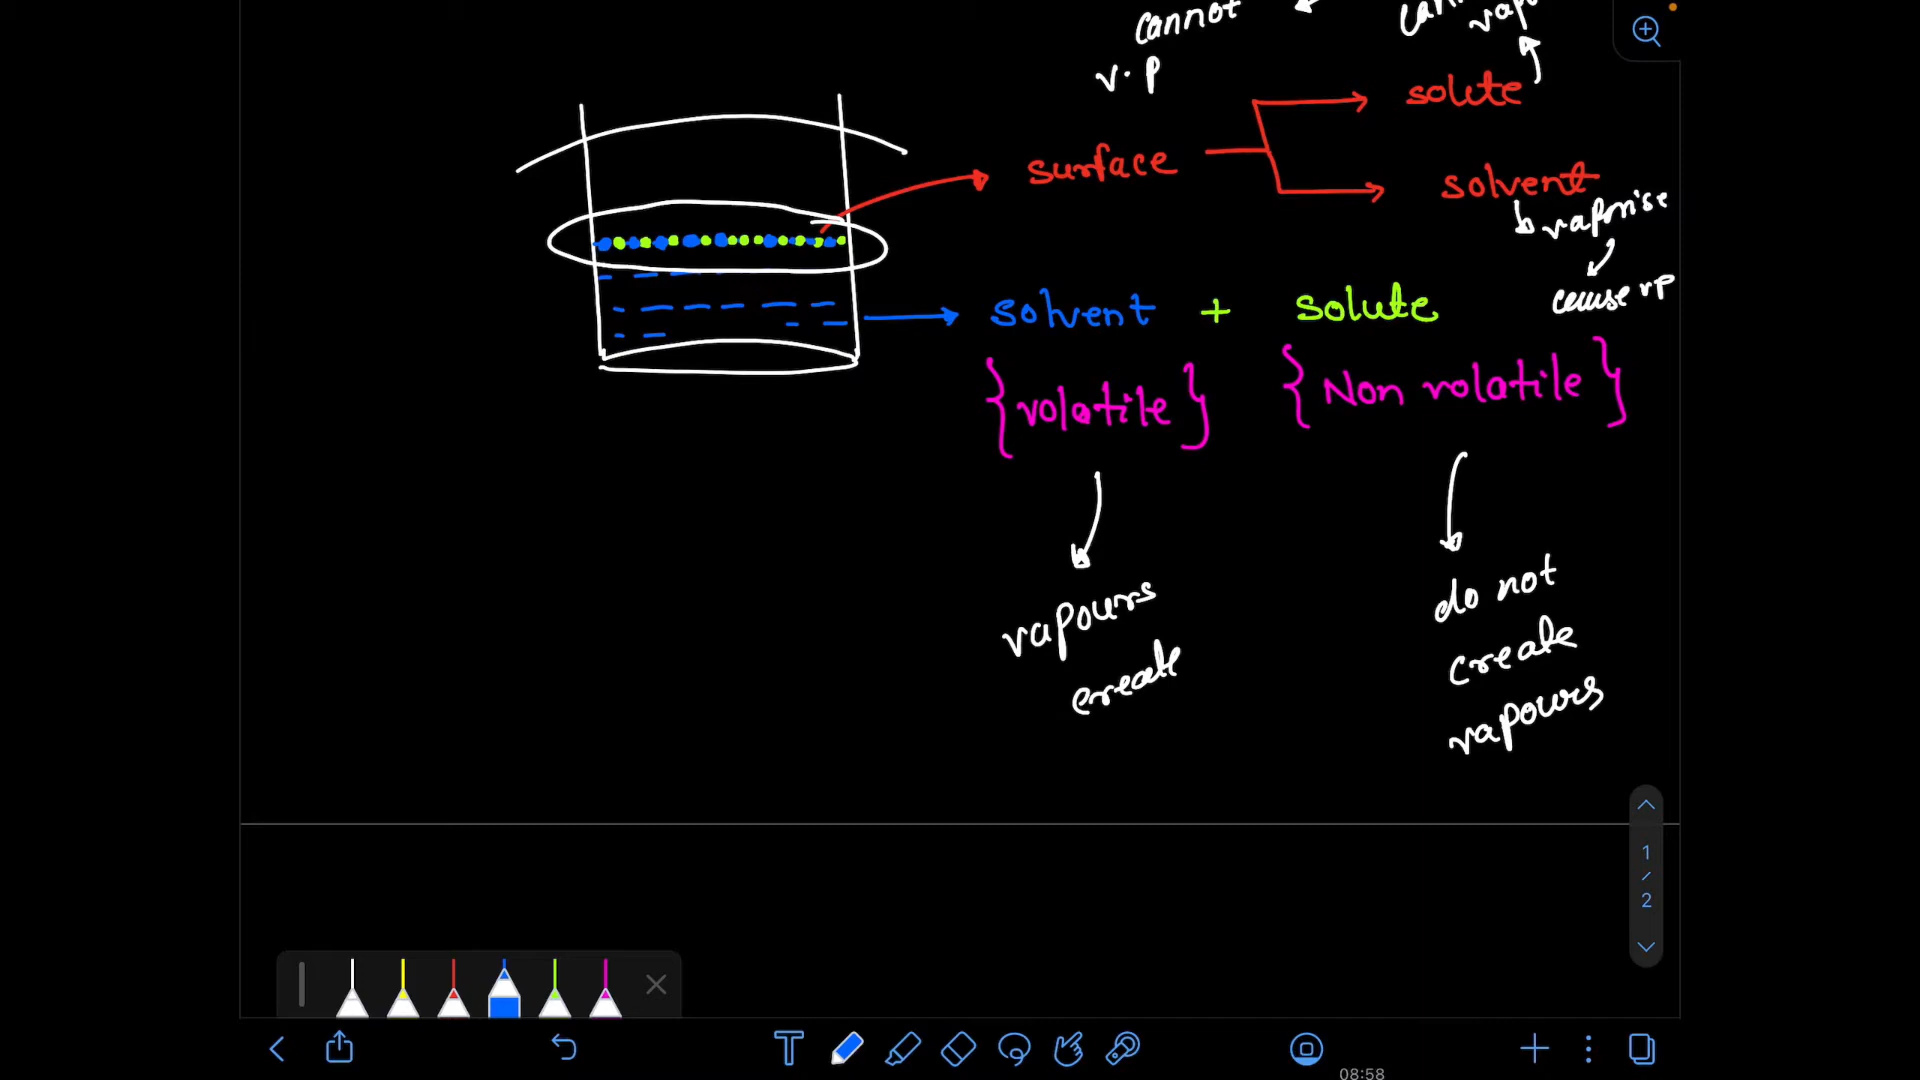 cannot
v.p
solute
surface
solvent
vaporise
cause vp
solvent + solute
{volatile} {Non volatile}
vapours
create
do not
create
vapours
1
/
2
T
08:58